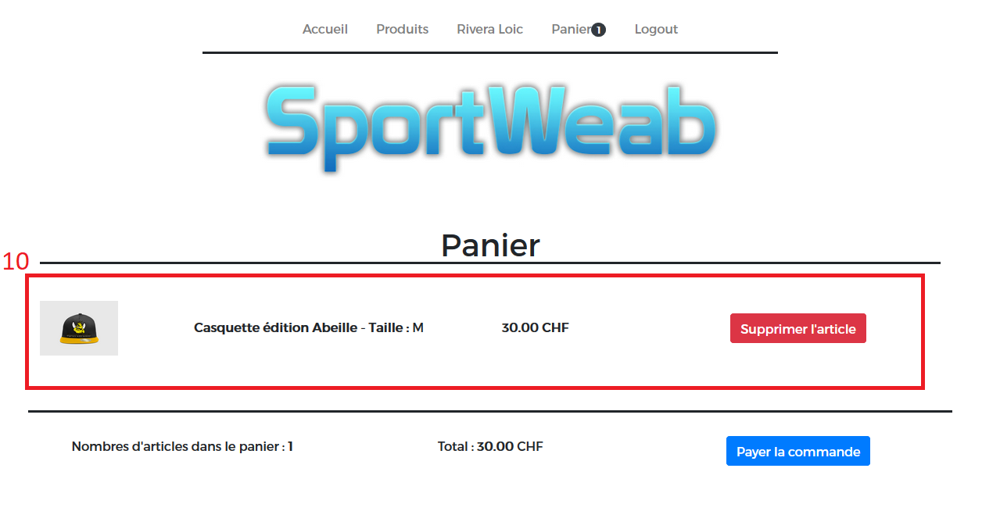 Accueil Produits Rivera Loic Panier 1 Logout
SportWeab
Panier
10
Casquette édition Abeille - Taille : M 30.00 CHF Supprimer l'article
Nombres d'articles dans le panier : 1 Total : 30.00 CHF Payer la commande